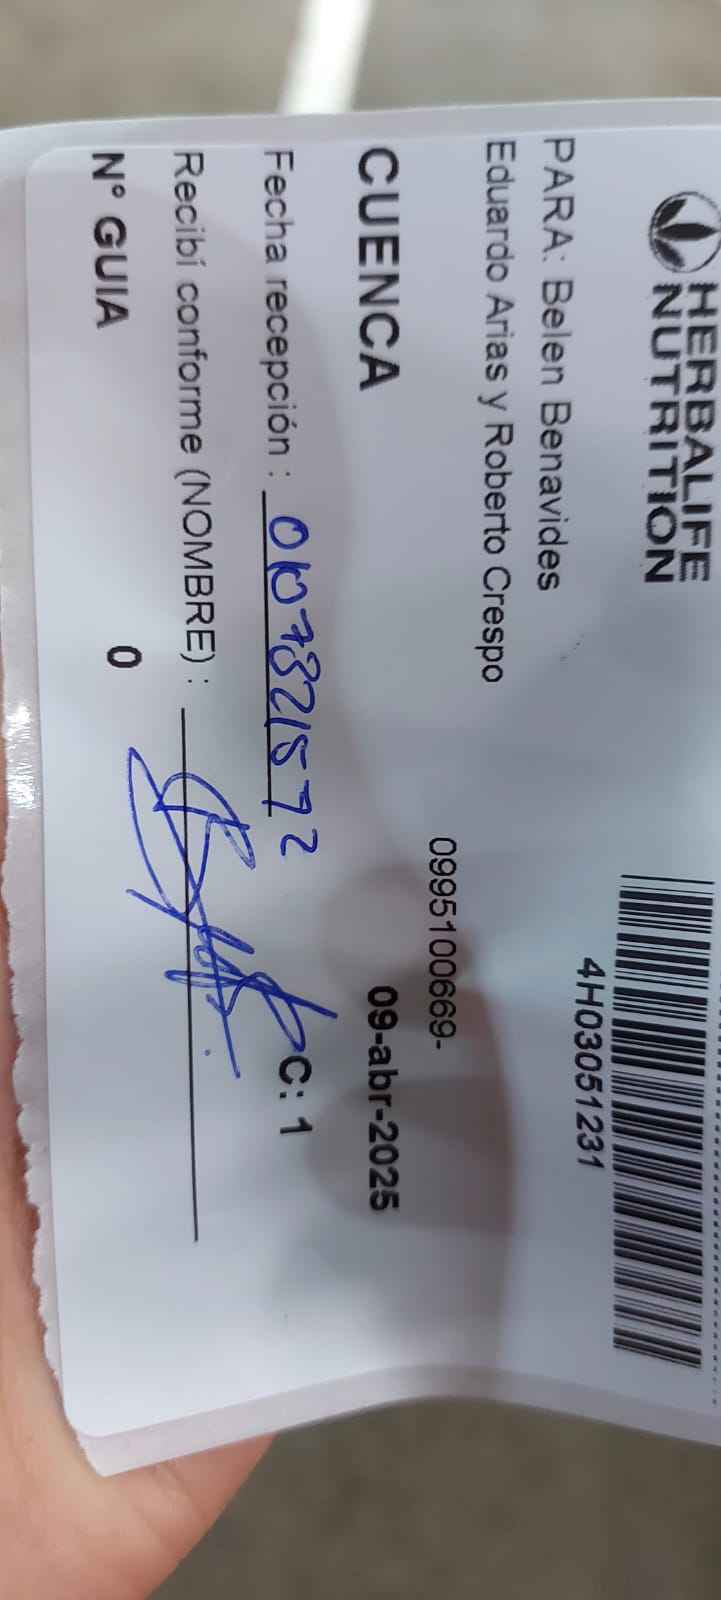 HERBALIFE
NUTRITION
4H03051231
PARA: Belen Benavides
Eduardo Arias y Roberto Crespo
0995100669-
CUENCA 09-abr-2025
Fecha recepción : 0107821572 C: 1
Recibí conforme (NOMBRE) :
N° GUIA 0